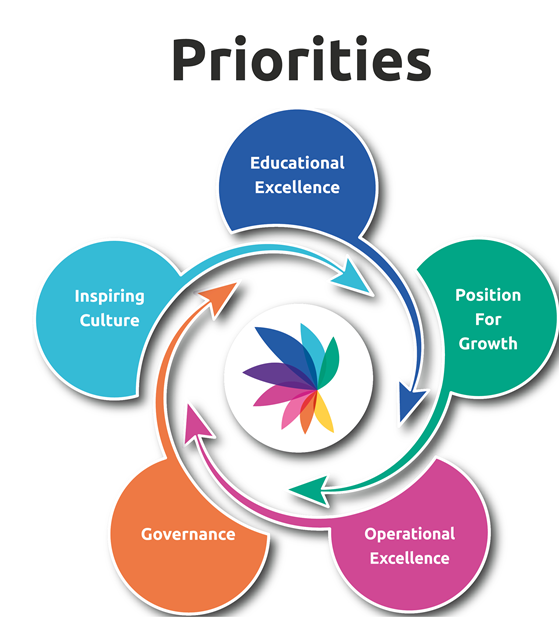 Priorities
Educational
Excellence
Position
For
Growth
Operational
Excellence
Governance
Inspiring
Culture